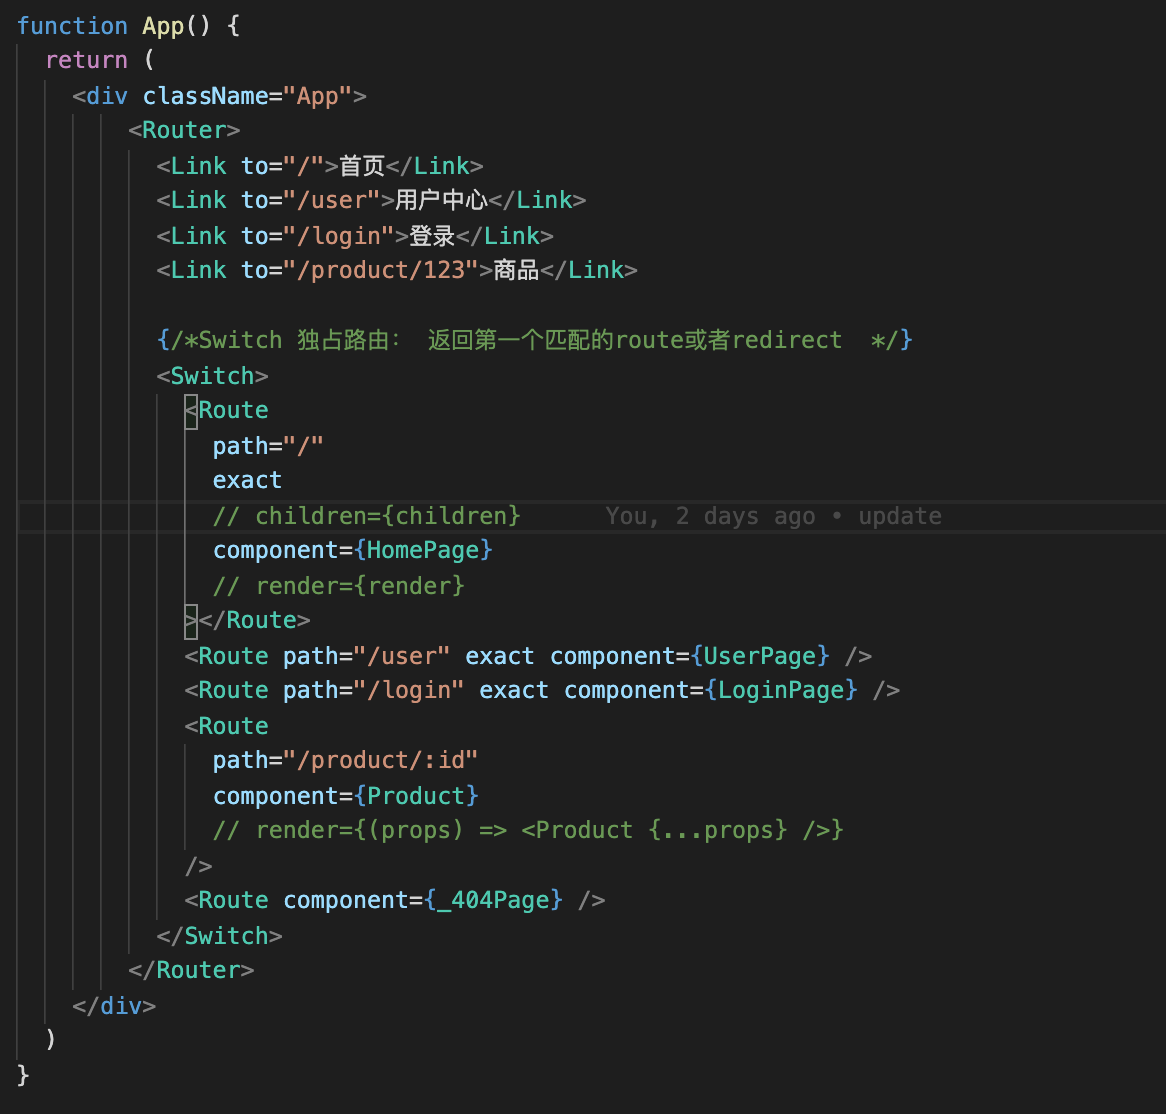 function App() {
return (
<div className="App">
<Router>
<Link to="/">首页</Link>
<Link to="/user">用户中心</Link>
<Link to="/login">登录</Link>
<Link to="/product/123">商品</Link>
{/*Switch 独占路由： 返回第一个匹配的route或者redirect  */}
<Switch>
<Route
path="/"
exact
// children={children} You, 2 days ago • update
component={HomePage}
// render={render}
></Route>
<Route path="/user" exact component={UserPage} />
<Route path="/login" exact component={LoginPage} />
<Route
path="/product/:id"
component={Product}
// render={(props) => <Product {...props} />}
/>
<Route component={_404Page} />
</Switch>
</Router>
</div>
)
}